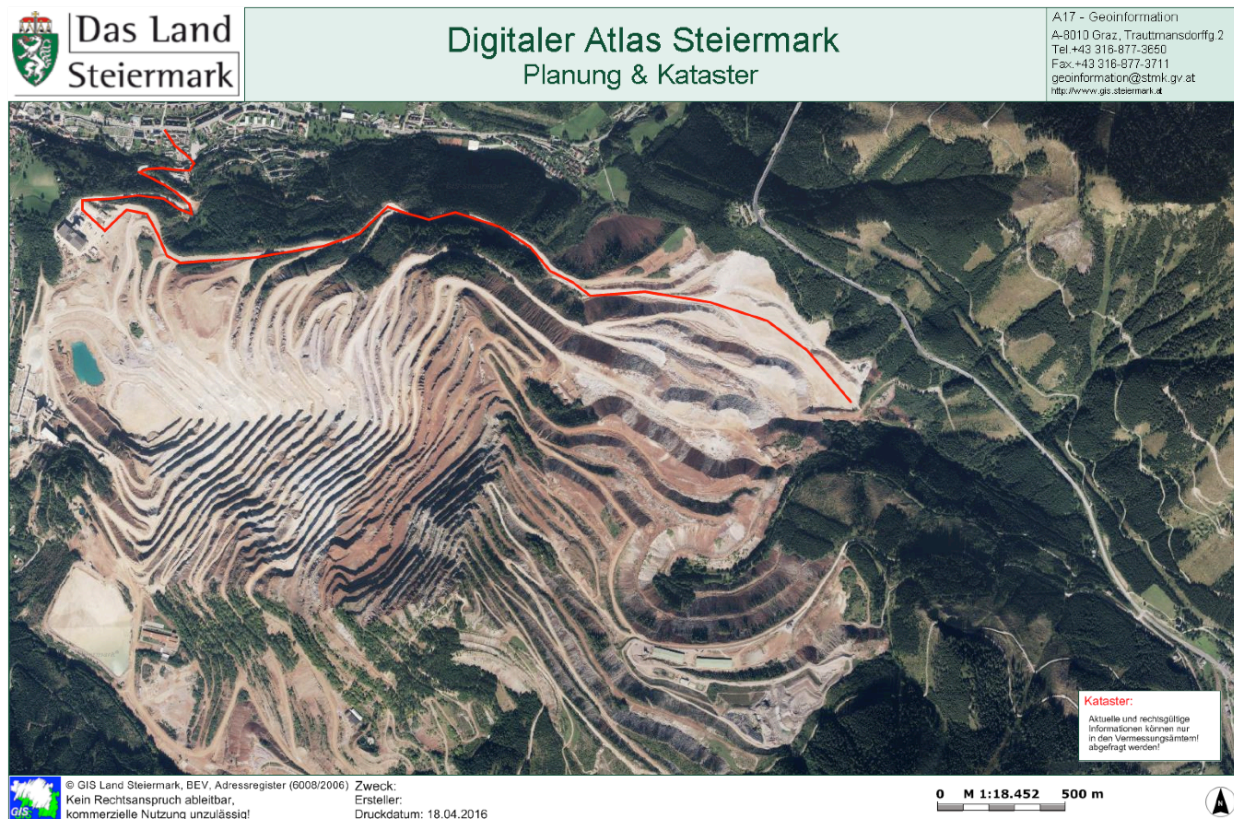 Das Land
Steiermark
Digitaler Atlas Steiermark
Planung & Kataster
A17 - Geoinformation
A-8010 Graz, Trauttmansdorffg.2
Tel.+43 316-877-3650
Fax.+43 316-877-3711
geoinformation@stmk.gv.at
http://www.gis.steiermark.at
Kataster:
Aktuelle und rechtsgültige
Informationen können nur
in den Vermessungsämtern!
abgefragt werden!
GIS
© GIS Land Steiermark, BEV, Adressregister (6008/2006)
Kein Rechtsanspruch ableitbar,
kommerzielle Nutzung unzulässig!
Zweck:
Ersteller:
Druckdatum: 18.04.2016
0 M 1:18.452 500 m
N